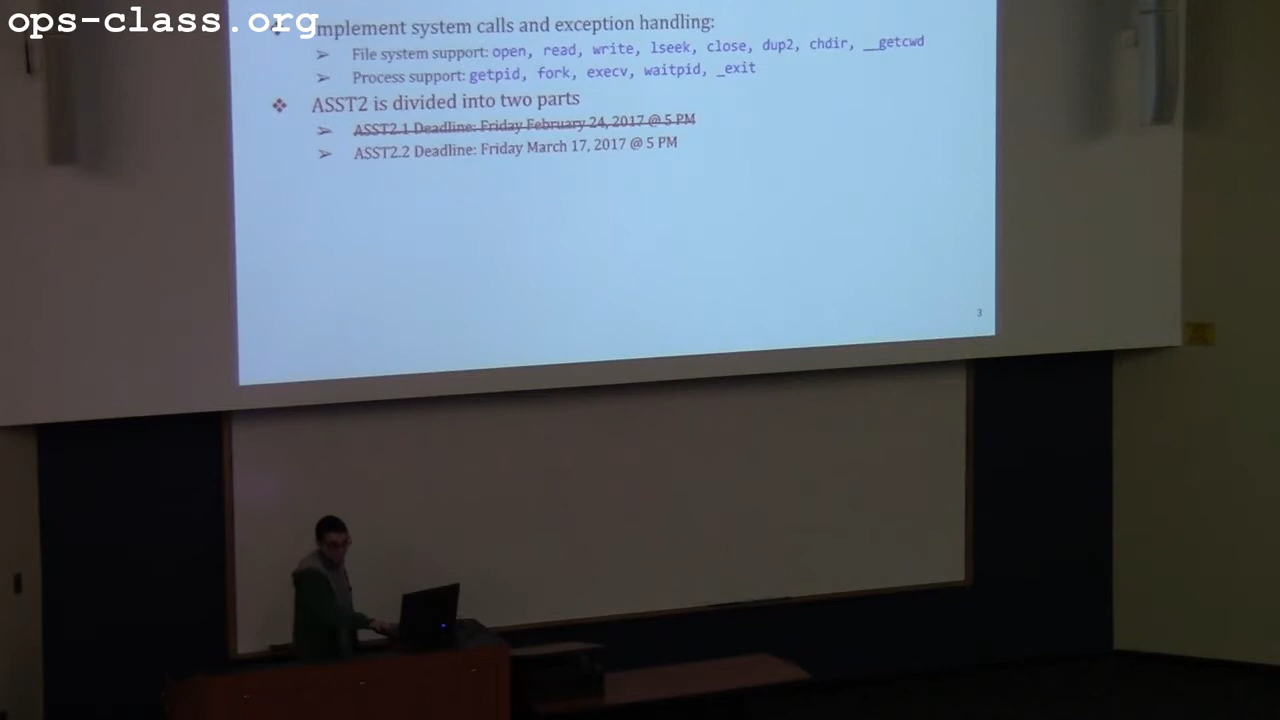 ops-class.org
Implement system calls and exception handling:
File system support: open, read, write, lseek, close, dup2, chdir, __getcwd
Process support: getpid, fork, execv, waitpid, _exit
ASST2 is divided into two parts
ASST2.1 Deadline: Friday February 24, 2017 @ 5 PM
ASST2.2 Deadline: Friday March 17, 2017 @ 5 PM
3